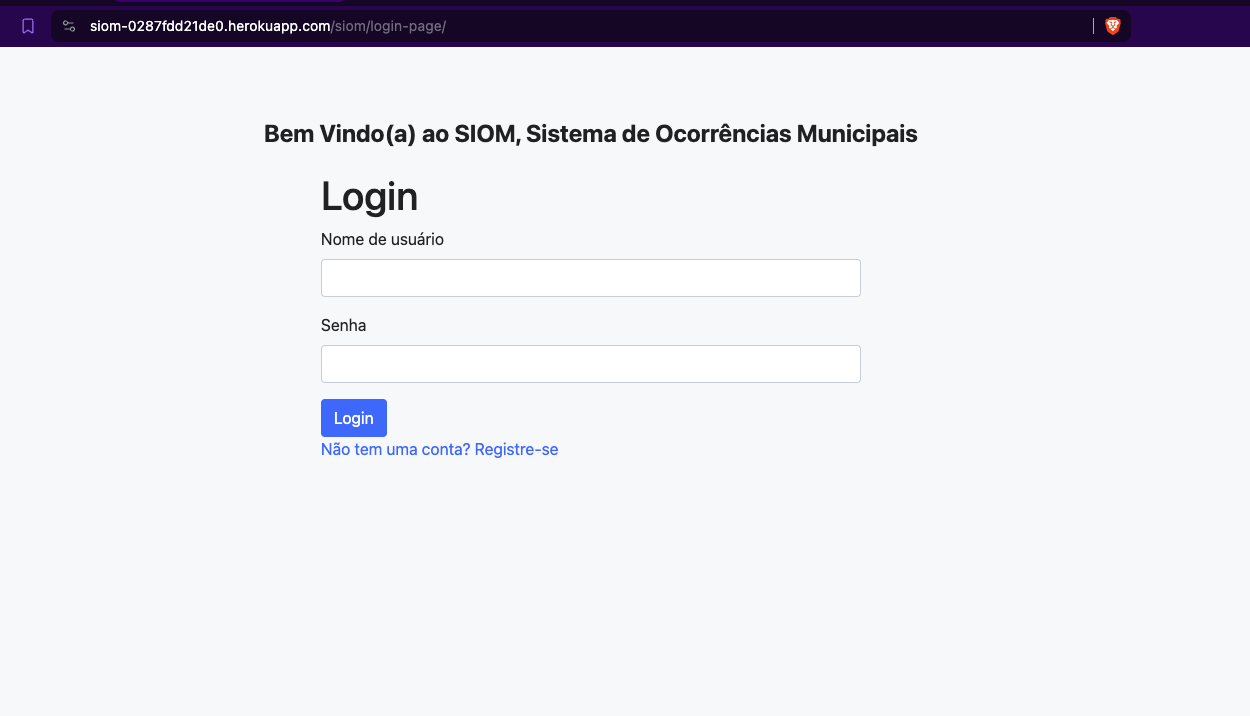 siom-0287fdd21de0.herokuapp.com/siom/login-page/
Bem Vindo(a) ao SIOM, Sistema de Ocorrências Municipais
Login
Nome de usuário
Senha
Login
Não tem uma conta? Registre-se